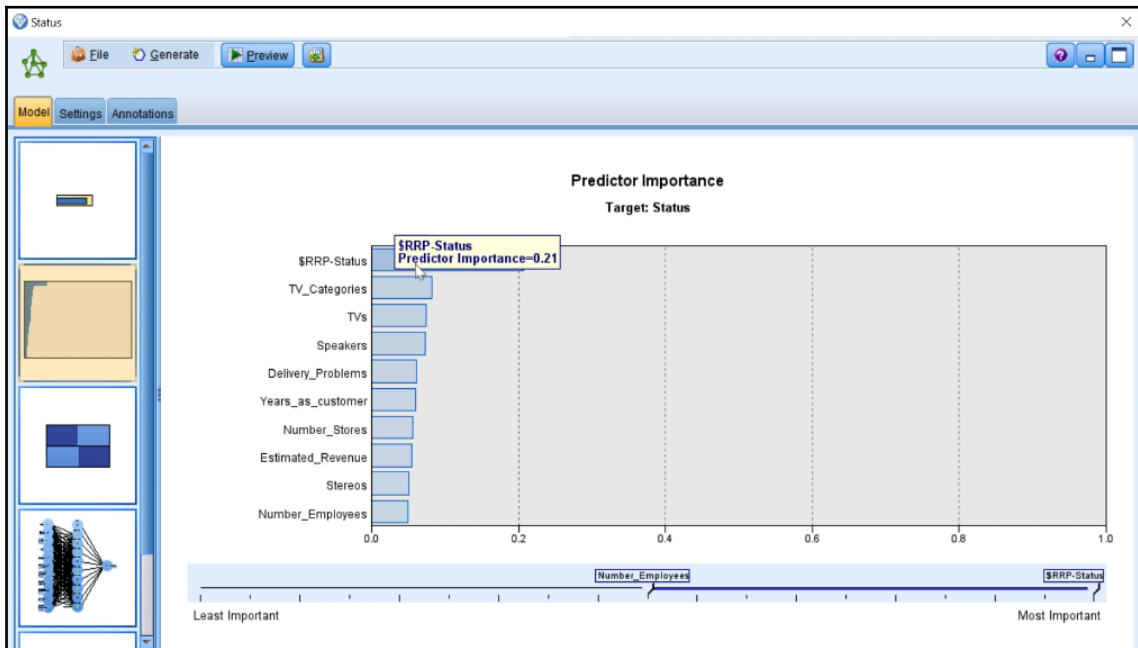 Status
File Generate Preview
Model Settings Annotations
Predictor Importance
Target: Status
$RRP-Status
Predictor Importance=0.21
$RRP-Status
TV_Categories
TVs
Speakers
Delivery_Problems
Years_as_customer
Number_Stores
Estimated_Revenue
Stereos
Number_Employees
0.0 0.2 0.4 0.6 0.8 1.0
Number_Employees $RRP-Status
Least Important Most Important